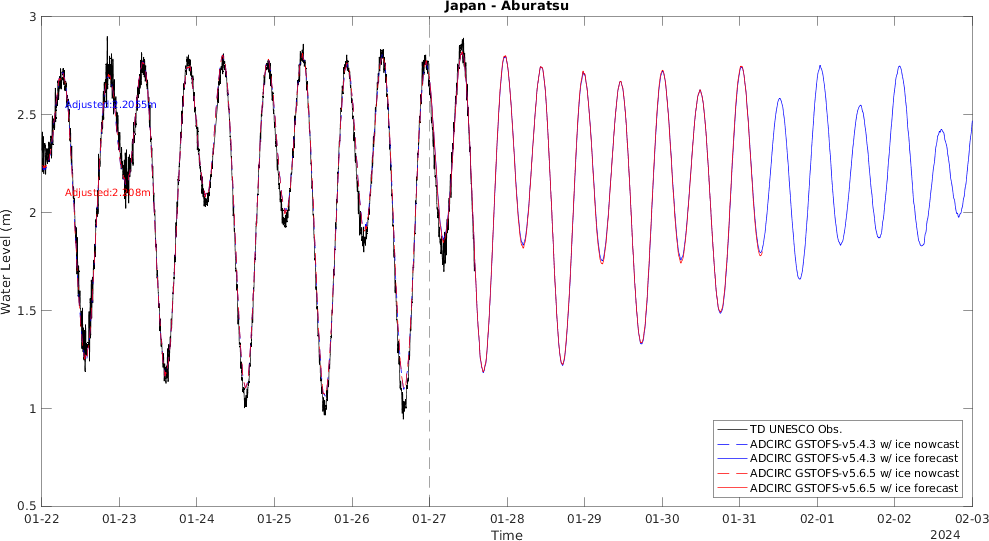 Japan - Aburatsu
3
2.5
2
1.5
1
0.5
Water Level (m)
Adjusted:2.2055m
Adjusted:2.208m
TD UNESCO Obs.
ADCIRC GSTOFS-v5.4.3 w/ ice nowcast
ADCIRC GSTOFS-v5.4.3 w/ ice forecast
ADCIRC GSTOFS-v5.6.5 w/ ice nowcast
ADCIRC GSTOFS-v5.6.5 w/ ice forecast
01-22 01-23 01-24 01-25 01-26 01-27 01-28 01-29 01-30 01-31 02-01 02-02 02-03
Time
2024